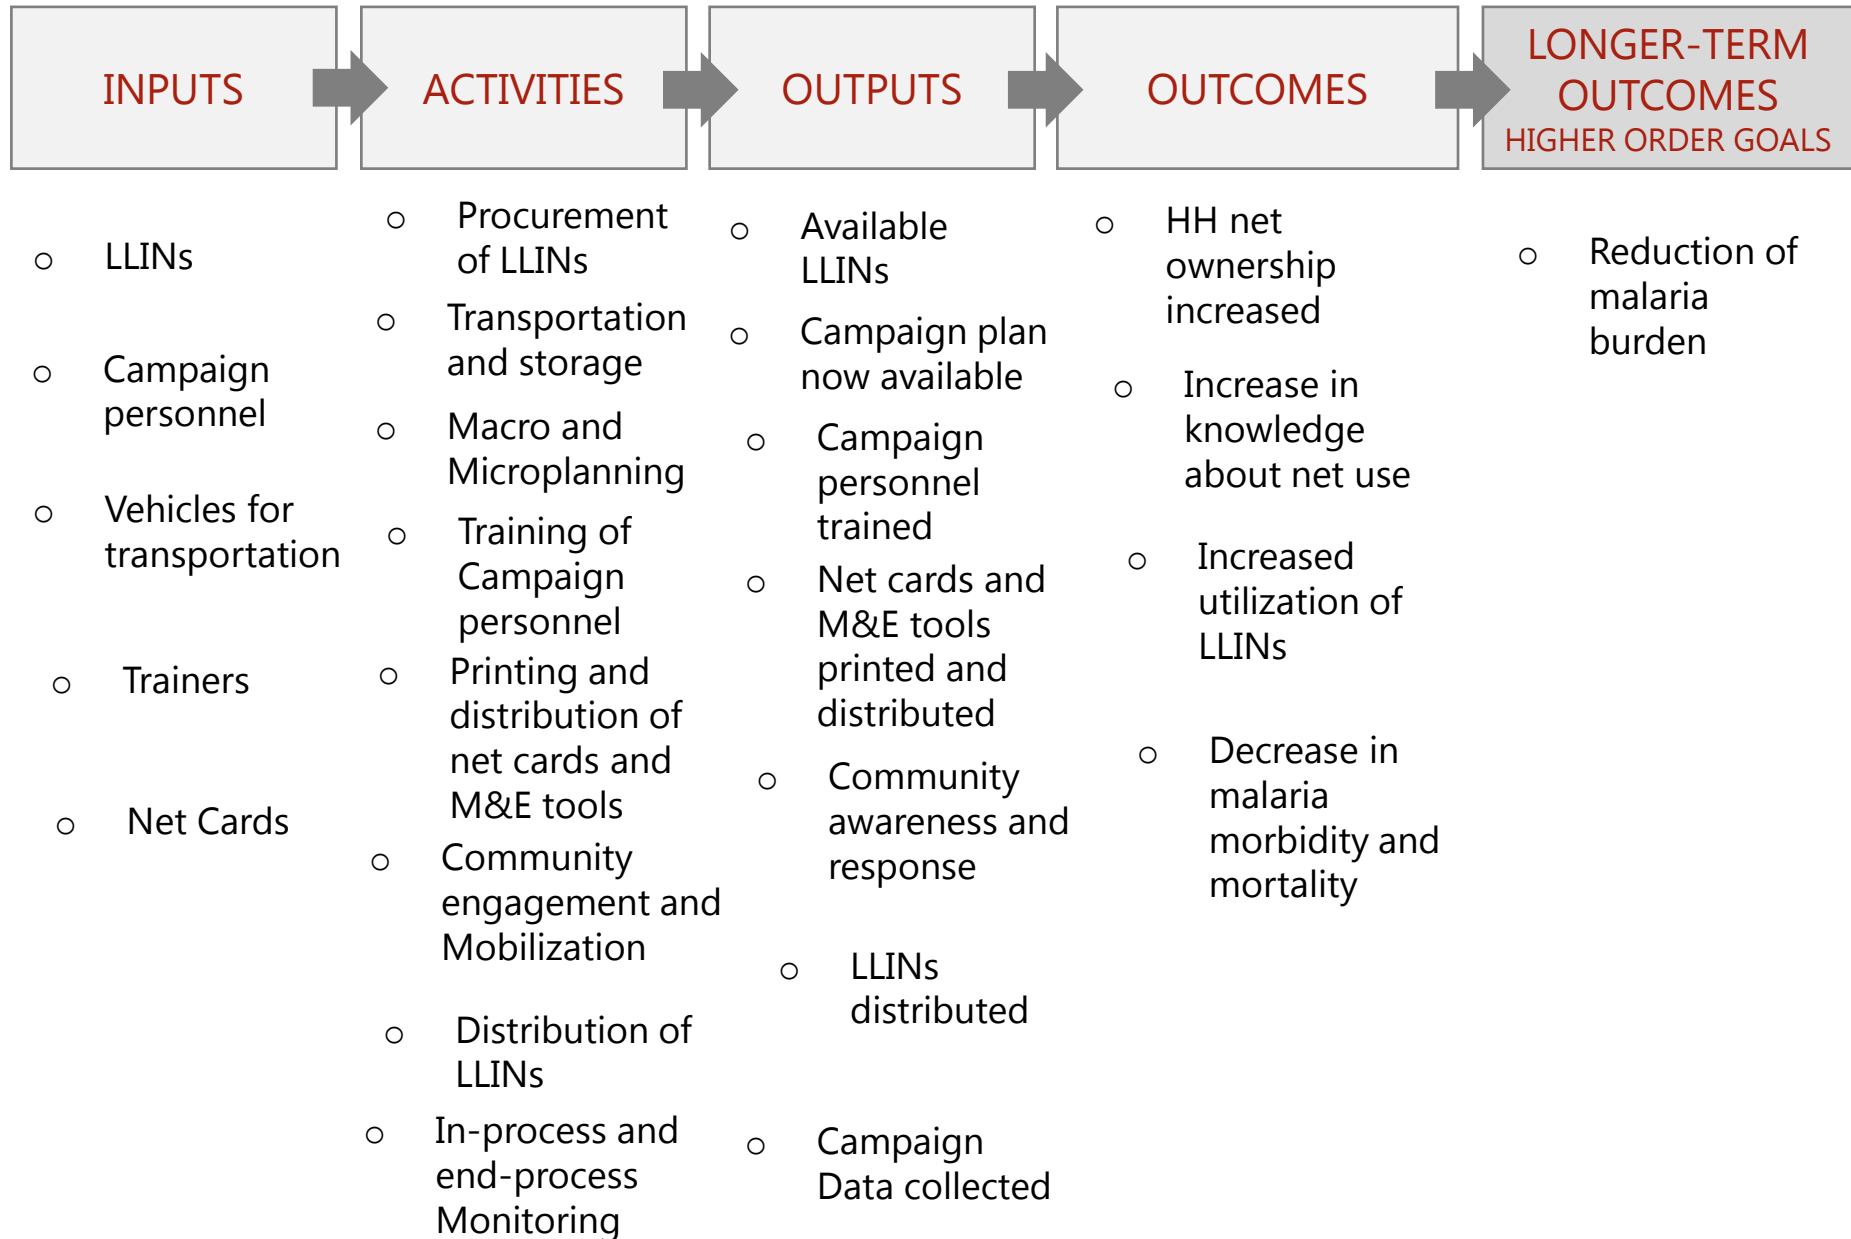 INPUTS
ACTIVITIES
OUTPUTS
OUTCOMES
LONGER-TERM
OUTCOMES
HIGHER ORDER GOALS
LLINs
Campaign
personnel
Vehicles for
transportation
Trainers
Net Cards
Procurement
of LLINs
Transportation
and storage
Macro and
Microplanning
Training of
Campaign
personnel
Printing and
distribution of
net cards and
M&E tools
Community
engagement and
Mobilization
Distribution of
LLINs
In-process and
end-process
Monitoring
Available
LLINs
Campaign plan
now available
Campaign
personnel
trained
Net cards and
M&E tools
printed and
distributed
Community
awareness and
response
LLINs
distributed
Campaign
Data collected
HH net
ownership
increased
Increase in
knowledge
about net use
Increased
utilization of
LLINs
Decrease in
malaria
morbidity and
mortality
Reduction of
malaria
burden